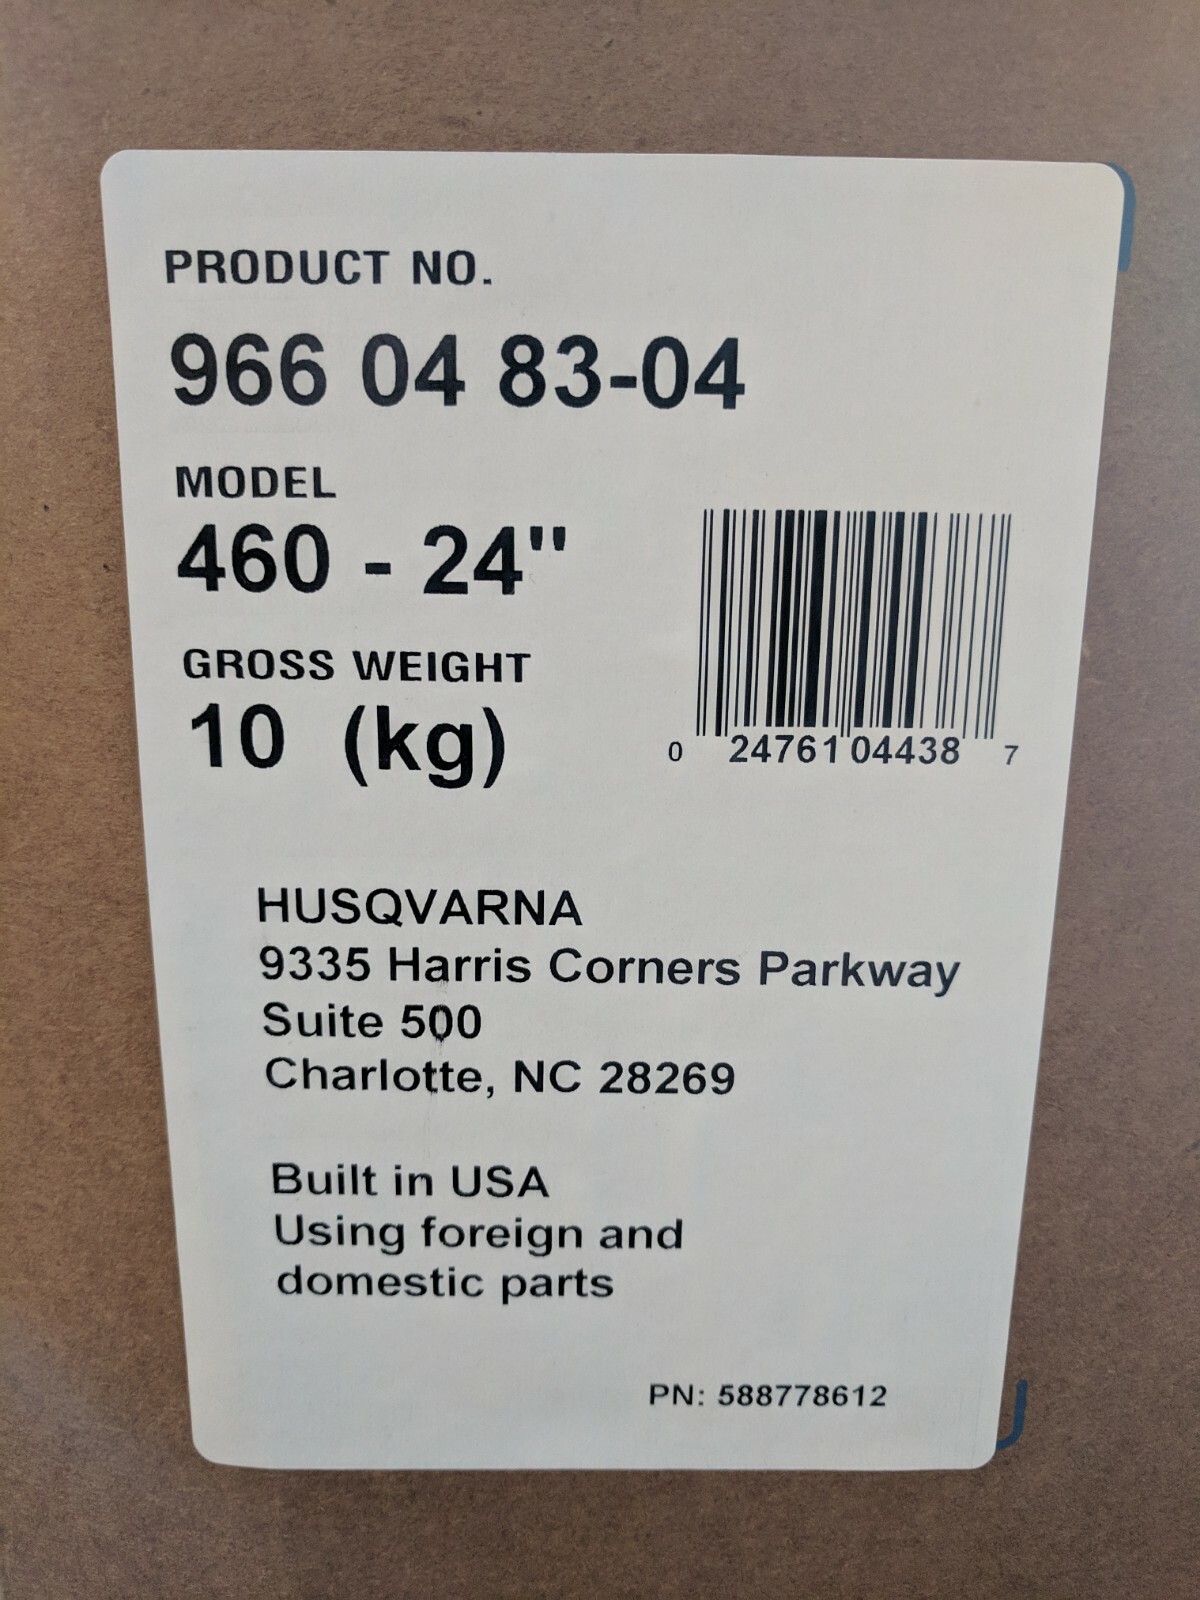 PRODUCT NO.
966 04 83-04
MODEL
460 - 24"
GROSS WEIGHT
10 (kg)
0 24761 04438 7
HUSQVARNA
9335 Harris Corners Parkway
Suite 500
Charlotte, NC 28269
Built in USA
Using foreign and
domestic parts
PN: 588778612